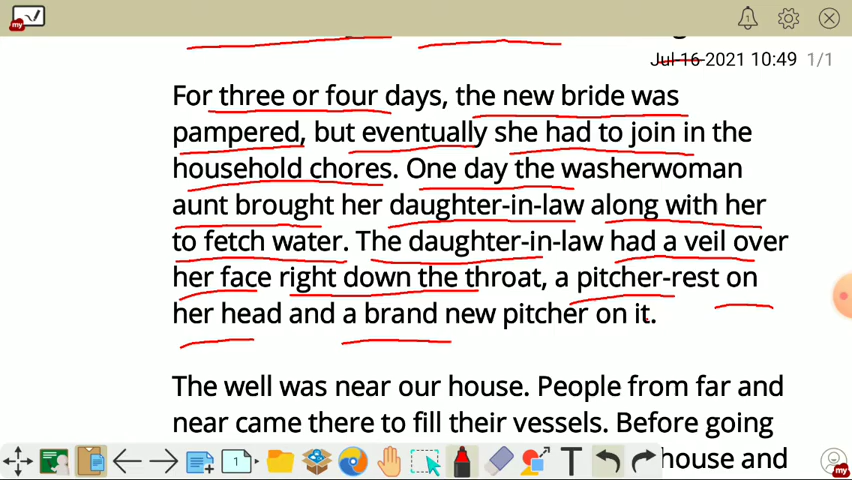 Jul-16-2021 10:49 1/1
For three or four days, the new bride was
pampered, but eventually she had to join in the
household chores. One day the washerwoman
aunt brought her daughter-in-law along with her
to fetch water. The daughter-in-law had a veil over
her face right down the throat, a pitcher-rest on
her head and a brand new pitcher on it.
The well was near our house. People from far and
near came there to fill their vessels. Before going
house and